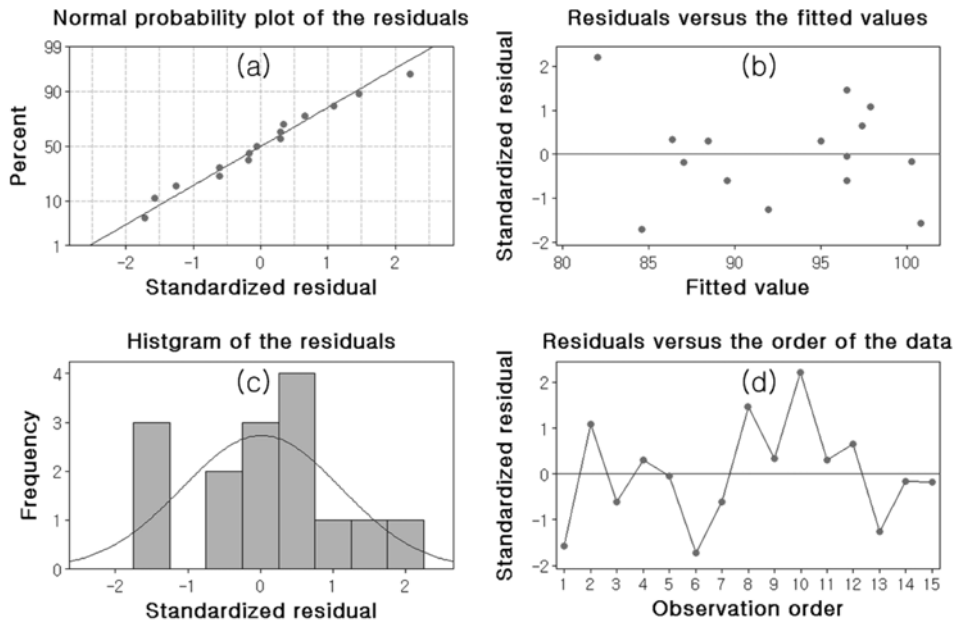 Normal probability plot of the residuals
(a)
99
90
50
10
1
Percent
-2
-1
0
1
2
Standardized residual
Residuals versus the fitted values
(b)
2
1
0
-1
-2
Standardized residual
80
85
90
95
100
Fitted value
Histgram of the residuals
(c)
4
3
2
1
0
Frequency
-2
-1
0
1
2
Standardized residual
Residuals versus the order of the data
(d)
2
1
0
-1
-2
Standardized residual
1 2 3 4 5 6 7 8 9 10 11 12 13 14 15
Observation order